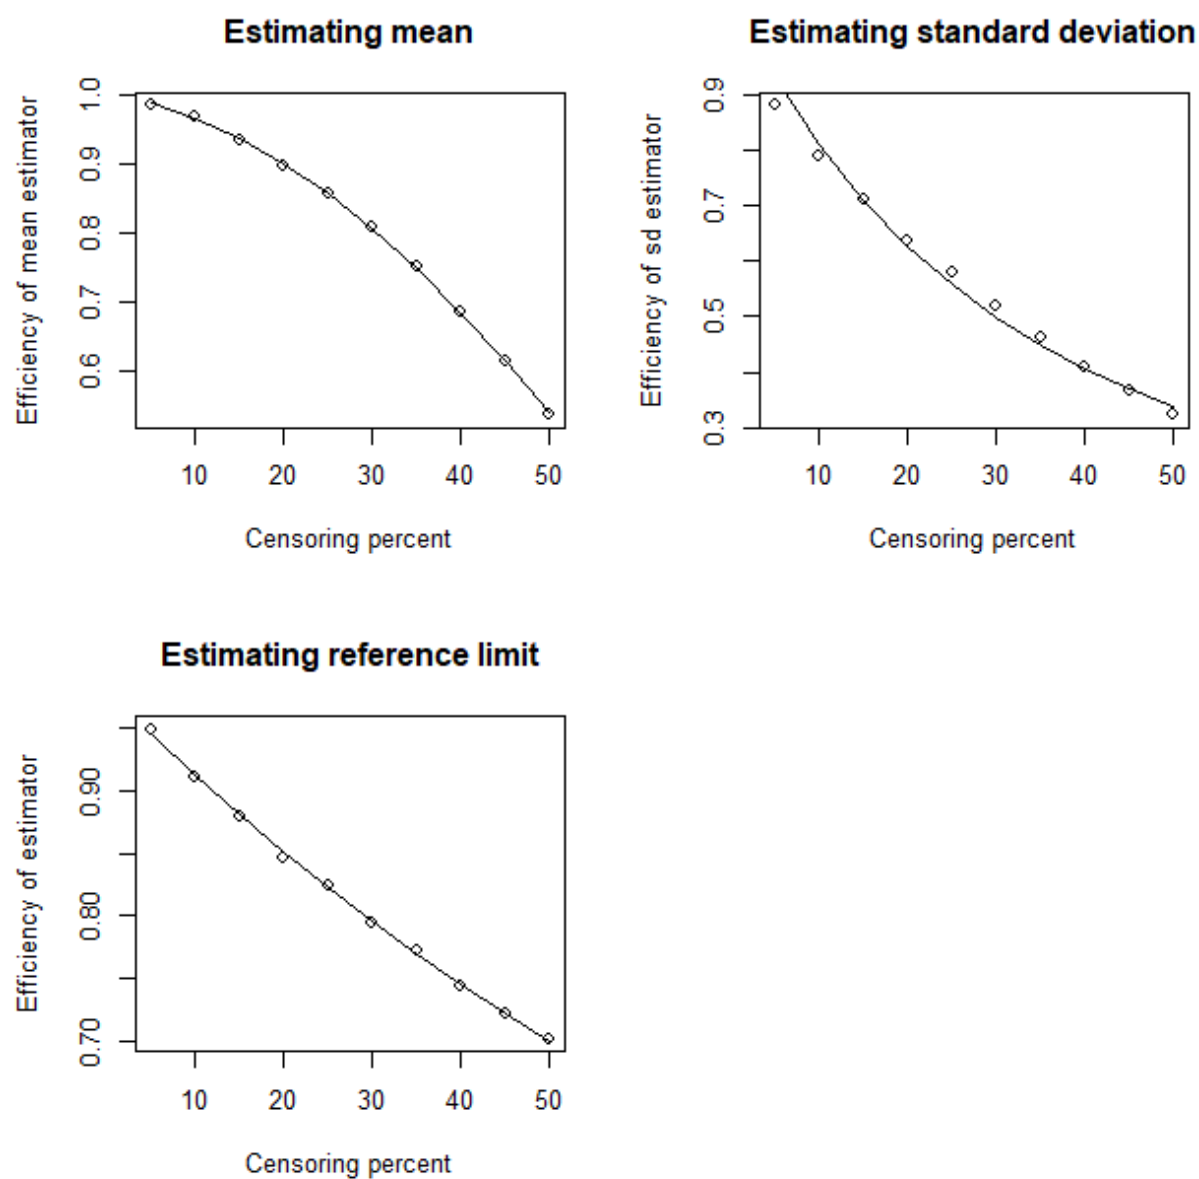 Estimating mean
Efficiency of mean estimator
1.0
0.9
0.8
0.7
0.6
10 20 30 40 50
Censoring percent
Estimating standard deviation
Efficiency of sd estimator
0.9
0.7
0.5
0.3
10 20 30 40 50
Censoring percent
Estimating reference limit
Efficiency of estimator
0.90
0.80
0.70
10 20 30 40 50
Censoring percent